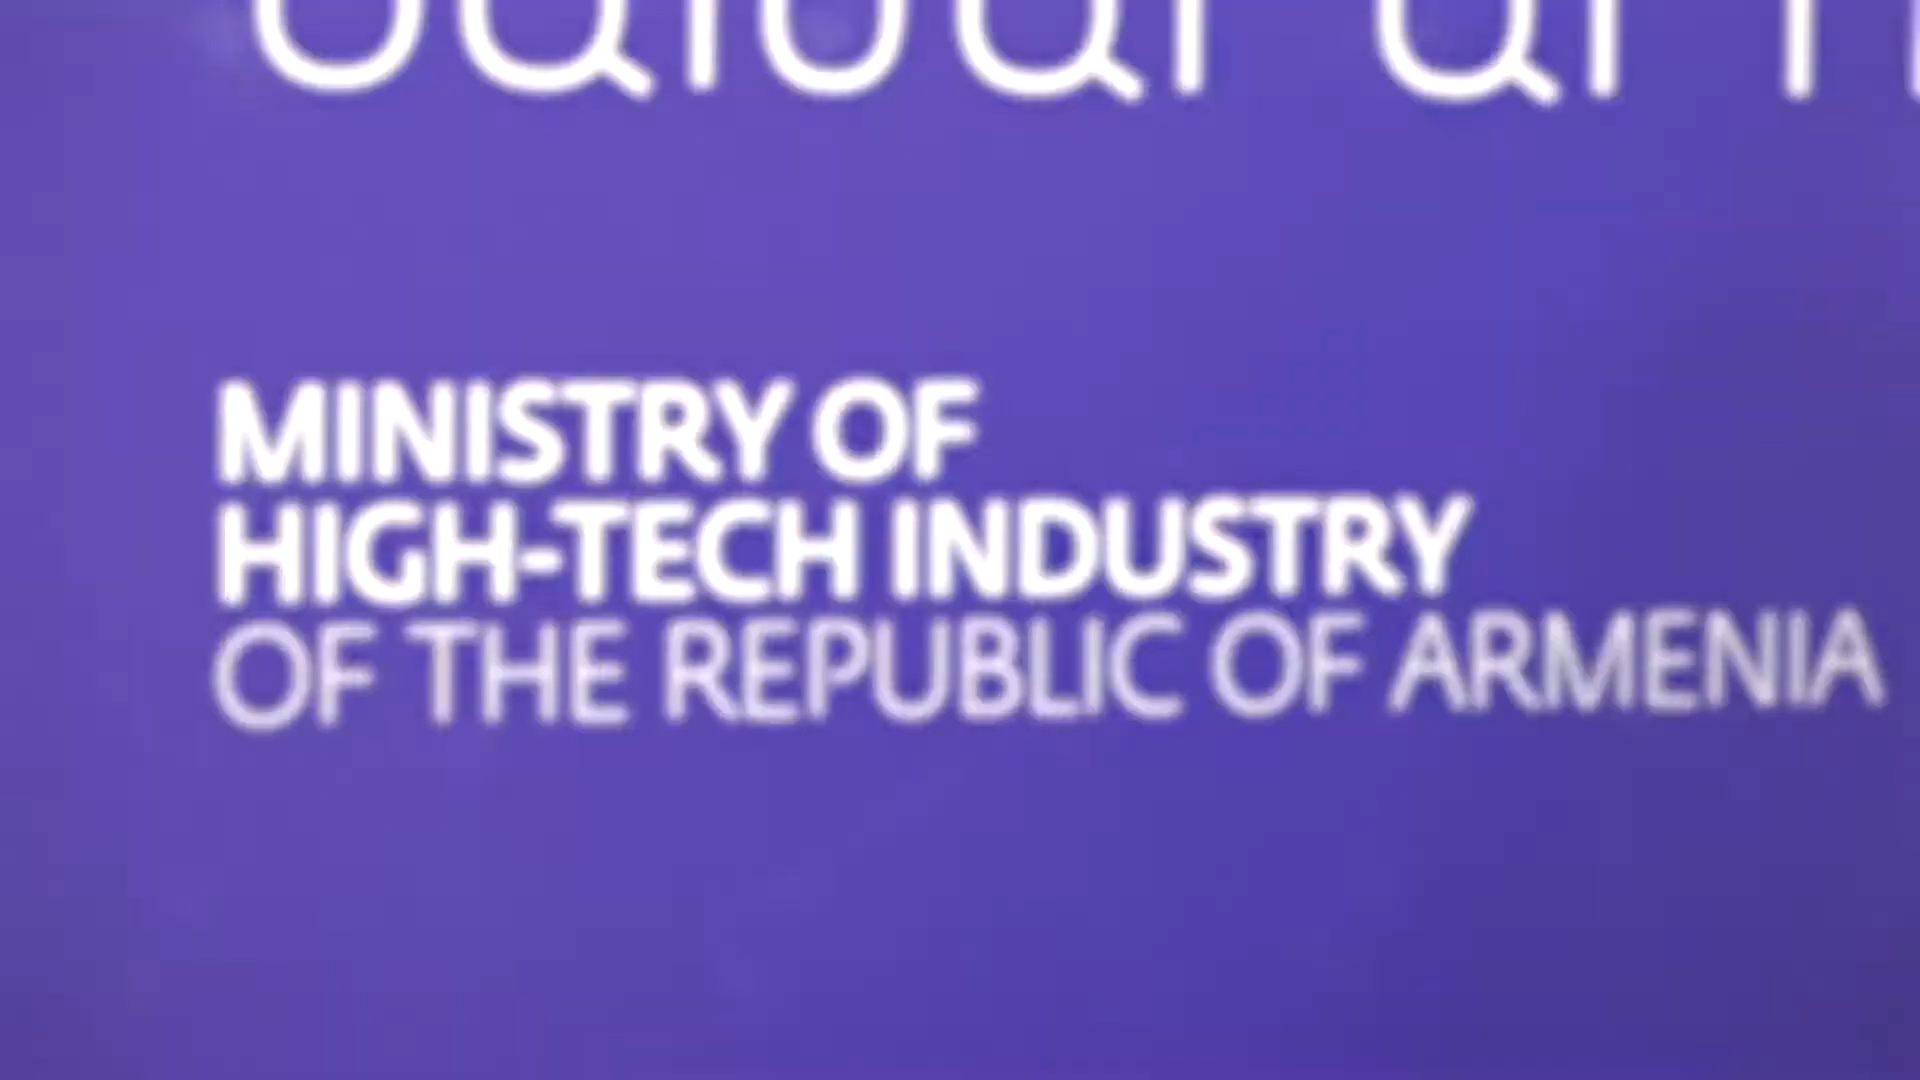 MINISTRY OF
HIGH-TECH INDUSTRY
OF THE REPUBLIC OF ARMENIA